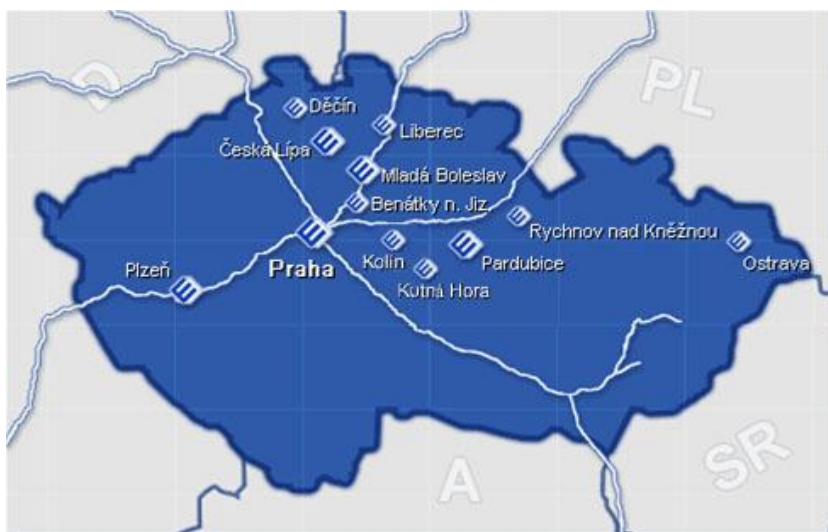 D
PL
Děčín
Liberec
Česká Lípa
Mladá Boleslav
Benátky n. Jiz.
Rychnov nad Kněžnou
Praha
Kolín
Pardubice
Ostrava
Plzeň
Kutná Hora
A
SR